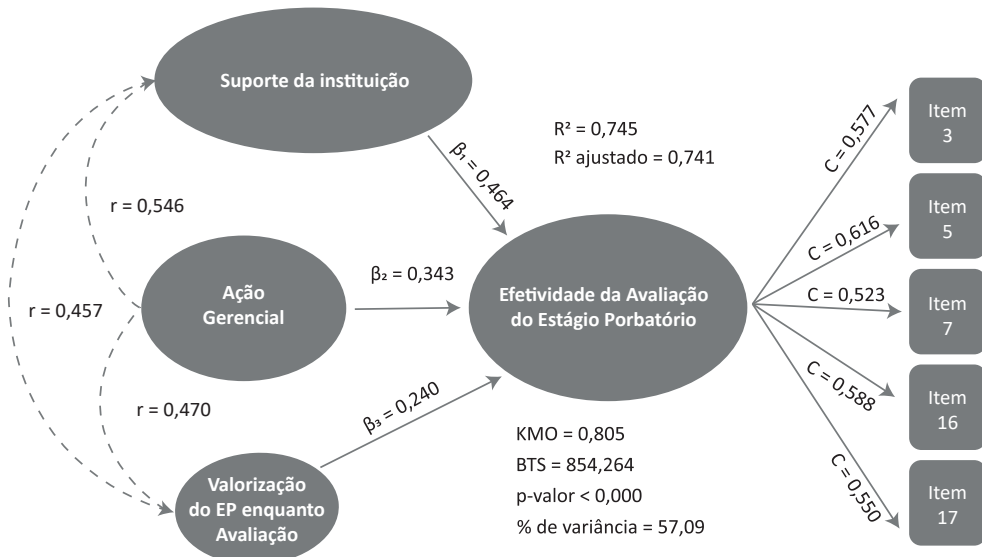 Suporte da instituição
R² = 0,745
R² ajustado = 0,741
β₁ = 0,464
r = 0,546
Ação
Gerencial
β₂ = 0,343
r = 0,457
Efetividade da Avaliação
do Estágio Porbatório
r = 0,470
β₃ = 0,240
Valorização
do EP enquanto
Avaliação
KMO = 0,805
BTS = 854,264
p-valor < 0,000
% de variância = 57,09
C = 0,577
C = 0,616
C = 0,523
C = 0,588
C = 0,550
Item
3
Item
5
Item
7
Item
16
Item
17